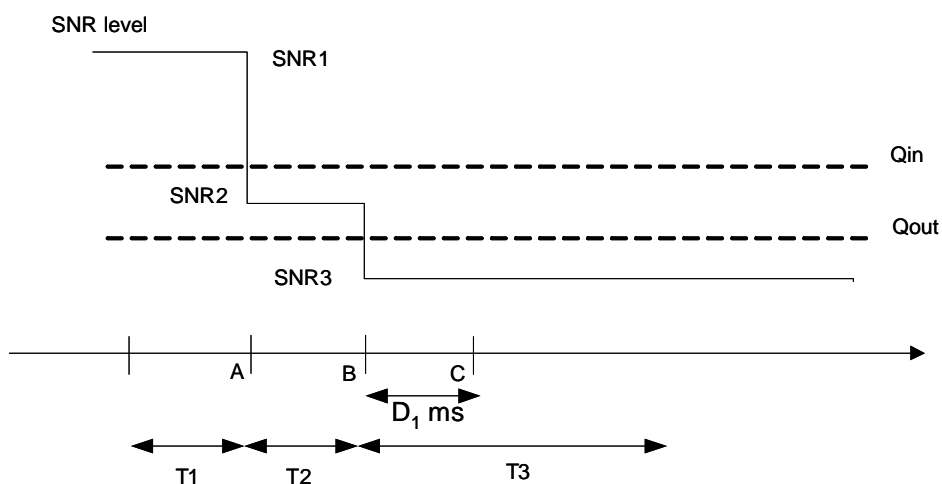 SNR level
SNR1
Qin
SNR2
Qout
SNR3
A
B
C
D₁ ms
T1
T2
T3